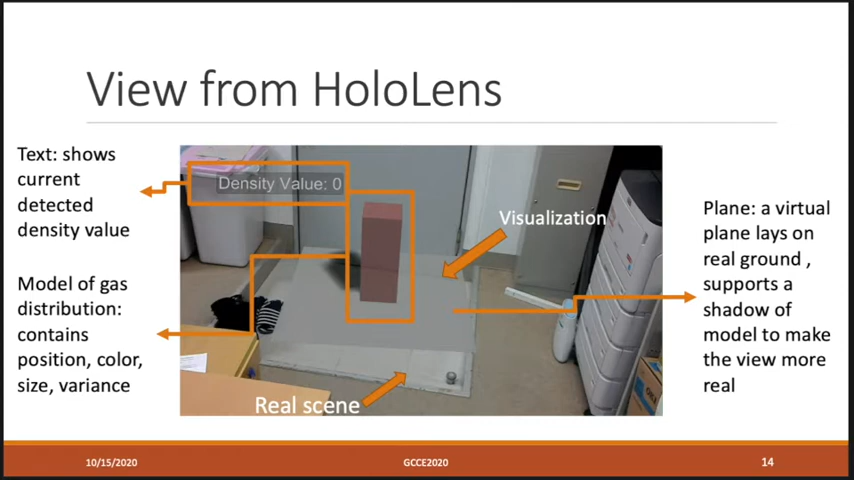 View from HoloLens
Text: shows
current
detected
density value
Model of gas
distribution:
contains
position, color,
size, variance
Density Value: 0
Visualization
Real scene
Plane: a virtual
plane lays on
real ground ,
supports a
shadow of
model to make
the view more
real
10/15/2020
GCCE2020
14